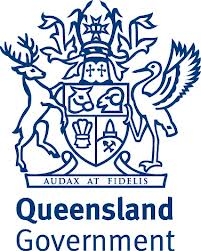 AUDAX AT FIDELIS
Queensland
Government